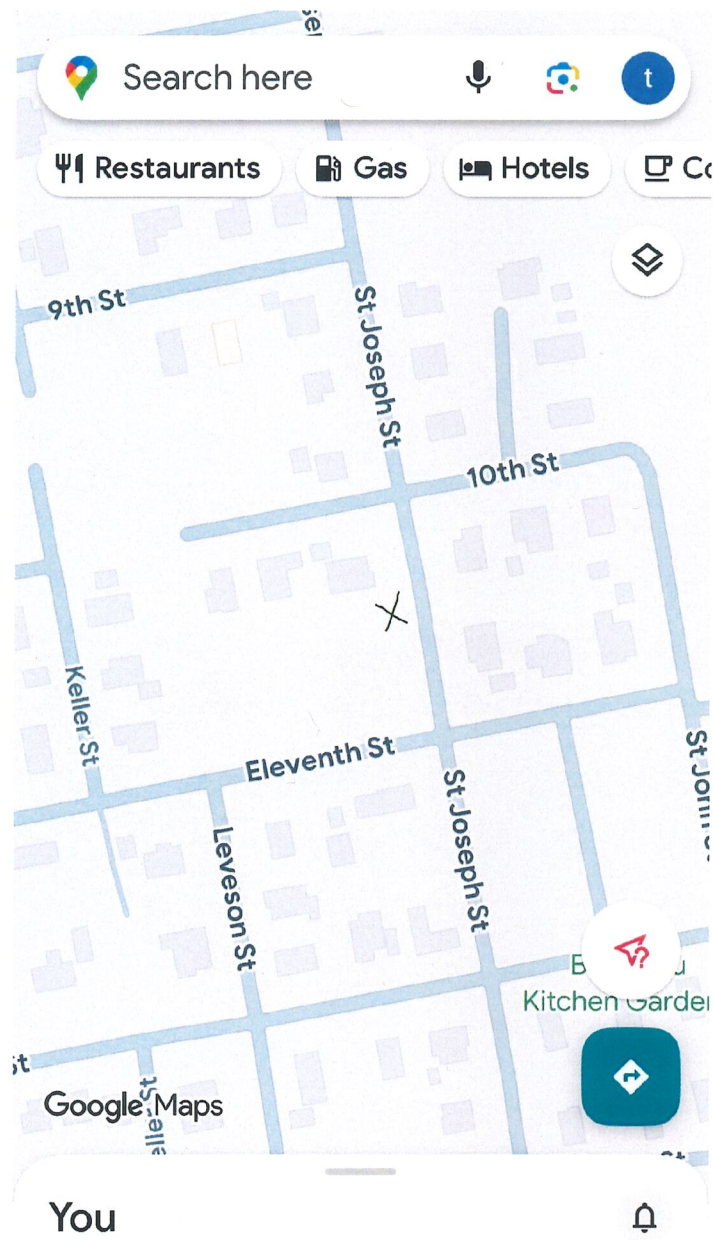 Search here
t
Restaurants
Gas
Hotels
9th St
St Joseph St
10th St
Keller St
Eleventh St
St Joseph St
Leveson St
Kitchen
St
Google Maps
You